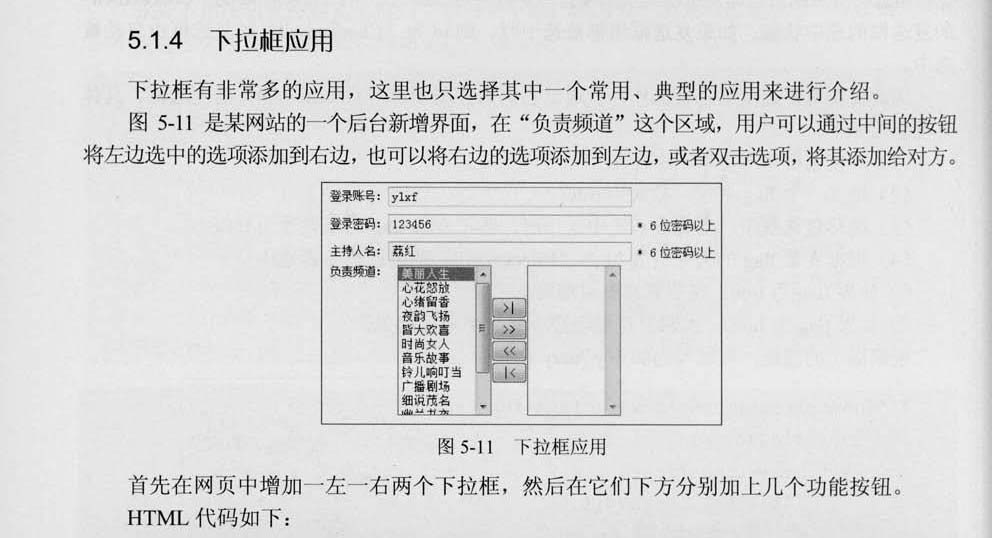 5.1.4 下拉框应用
下拉框有非常多的应用，这里也只选择其中一个常用、典型的应用来进行介绍。
图 5-11 是某网站的一个后台新增界面，在“负责频道”这个区域，用户可以通过中间的按钮
将左边选中的选项添加到右边，也可以将右边的选项添加到左边，或者双击选项，将其添加给对方。
登录账号： ylxf
登录密码： 123456 * 6 位密码以上
主持人名： 荔红 * 6 位密码以上
负责频道： 美丽人生
心花怒放
心绪留香
夜韵飞扬
皆大欢喜
时尚女人
音乐故事
铃儿响叮当
广播剧场
细说茂名
>|
>>
<<
|<
图 5-11 下拉框应用
首先在网页中增加一左一右两个下拉框，然后在它们下方分别加上几个功能按钮。
HTML 代码如下：